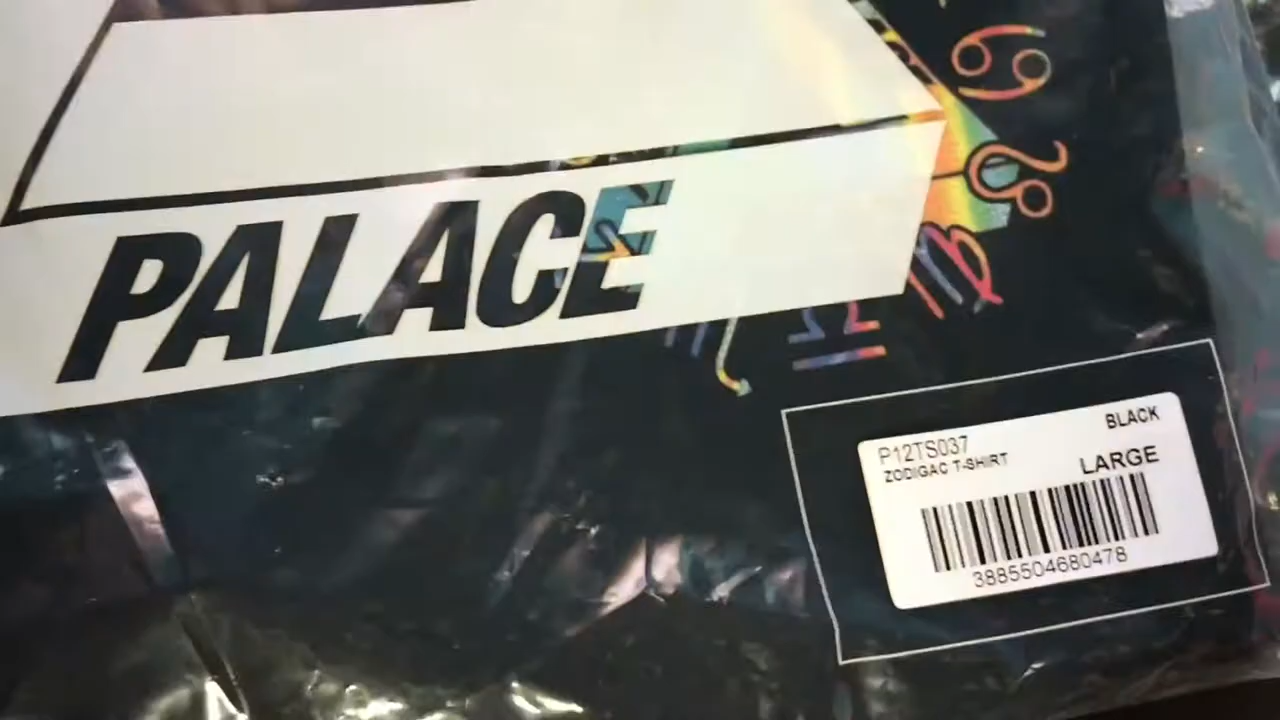 PALACE
BLACK
P12TS037
ZODIGAC T-SHIRT
LARGE
3885504680478